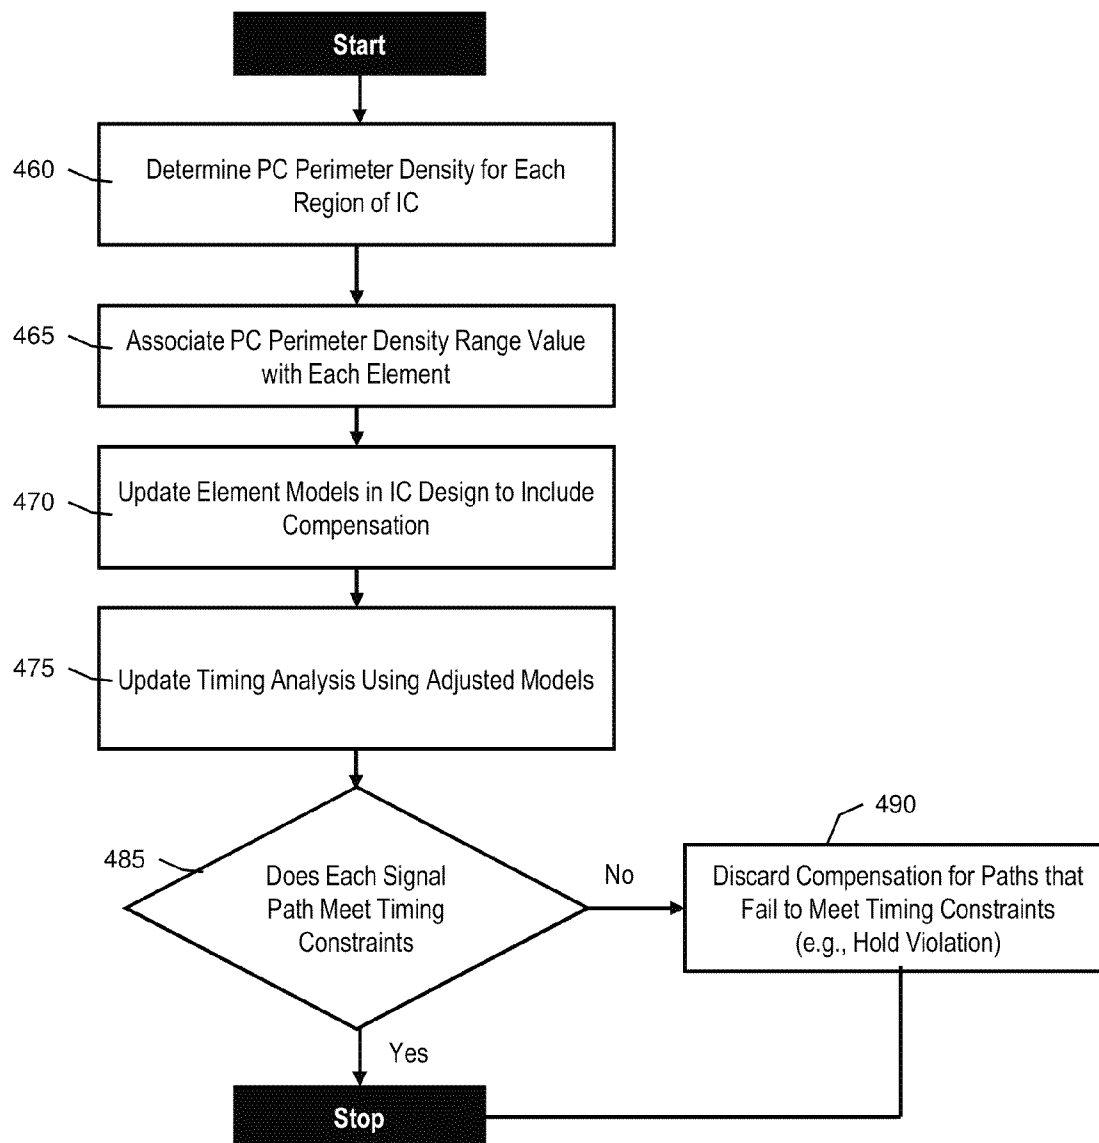 Start
460
Determine PC Perimeter Density for Each
Region of IC
465
Associate PC Perimeter Density Range Value
with Each Element
470
Update Element Models in IC Design to Include
Compensation
475
Update Timing Analysis Using Adjusted Models
485
Does Each Signal
Path Meet Timing
Constraints
No
490
Discard Compensation for Paths that
Fail to Meet Timing Constraints
(e.g., Hold Violation)
Yes
Stop